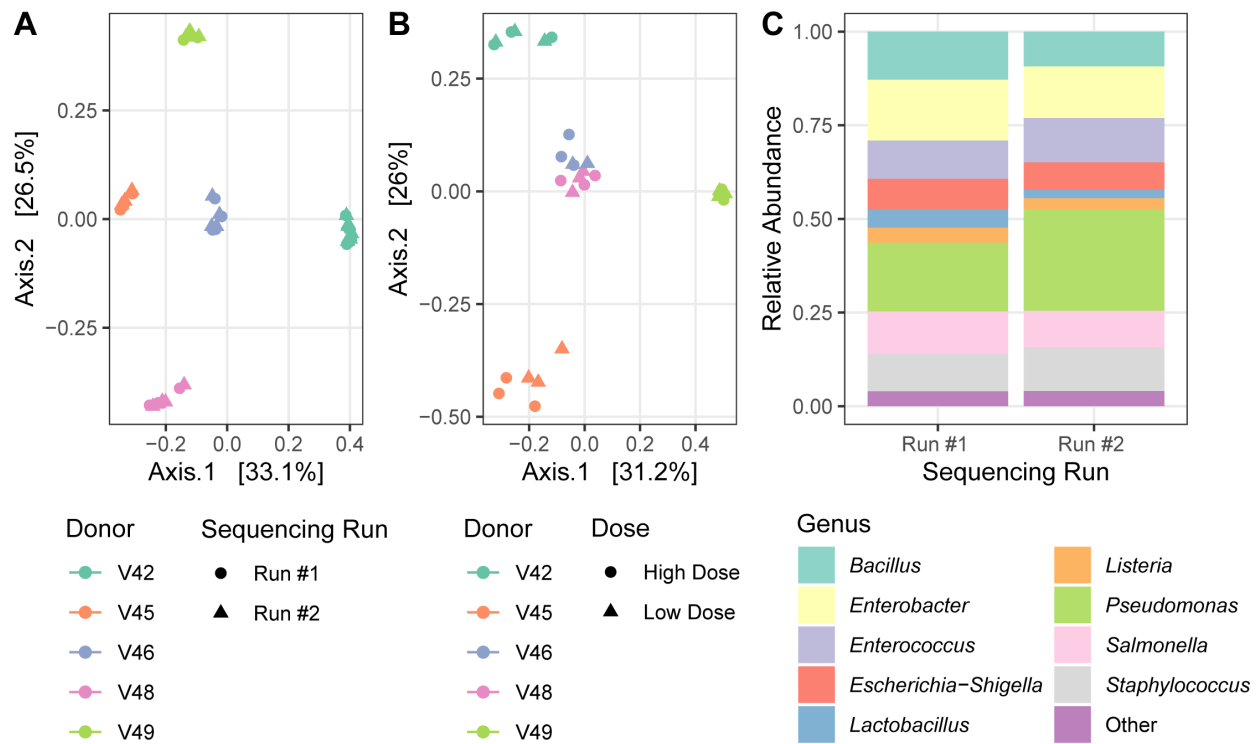 A
0.25
0.00
−0.25
Axis.2 [26.5%]
−0.2 0.0 0.2 0.4
Axis.1 [33.1%]
B
0.25
0.00
−0.25
−0.50
Axis.2 [26%]
−0.2 0.0 0.2 0.4
Axis.1 [31.2%]
C
1.00
0.75
0.50
0.25
0.00
Relative Abundance
Run #1 Run #2
Sequencing Run
Donor
V42
V45
V46
V48
V49
Sequencing Run
Run #1
Run #2
Donor
V42
V45
V46
V48
V49
Dose
High Dose
Low Dose
Genus
Bacillus
Enterobacter
Enterococcus
Escherichia−Shigella
Lactobacillus
Listeria
Pseudomonas
Salmonella
Staphylococcus
Other